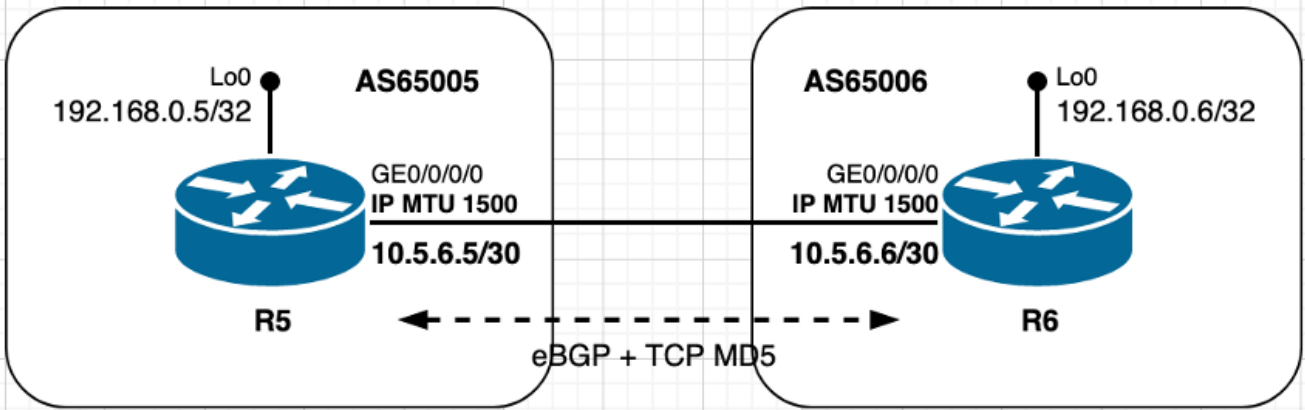 Lo0
192.168.0.5/32
AS65005
GE0/0/0/0
IP MTU 1500
10.5.6.5/30
R5
AS65006
Lo0
192.168.0.6/32
GE0/0/0/0
IP MTU 1500
10.5.6.6/30
R6
eBGP + TCP MD5